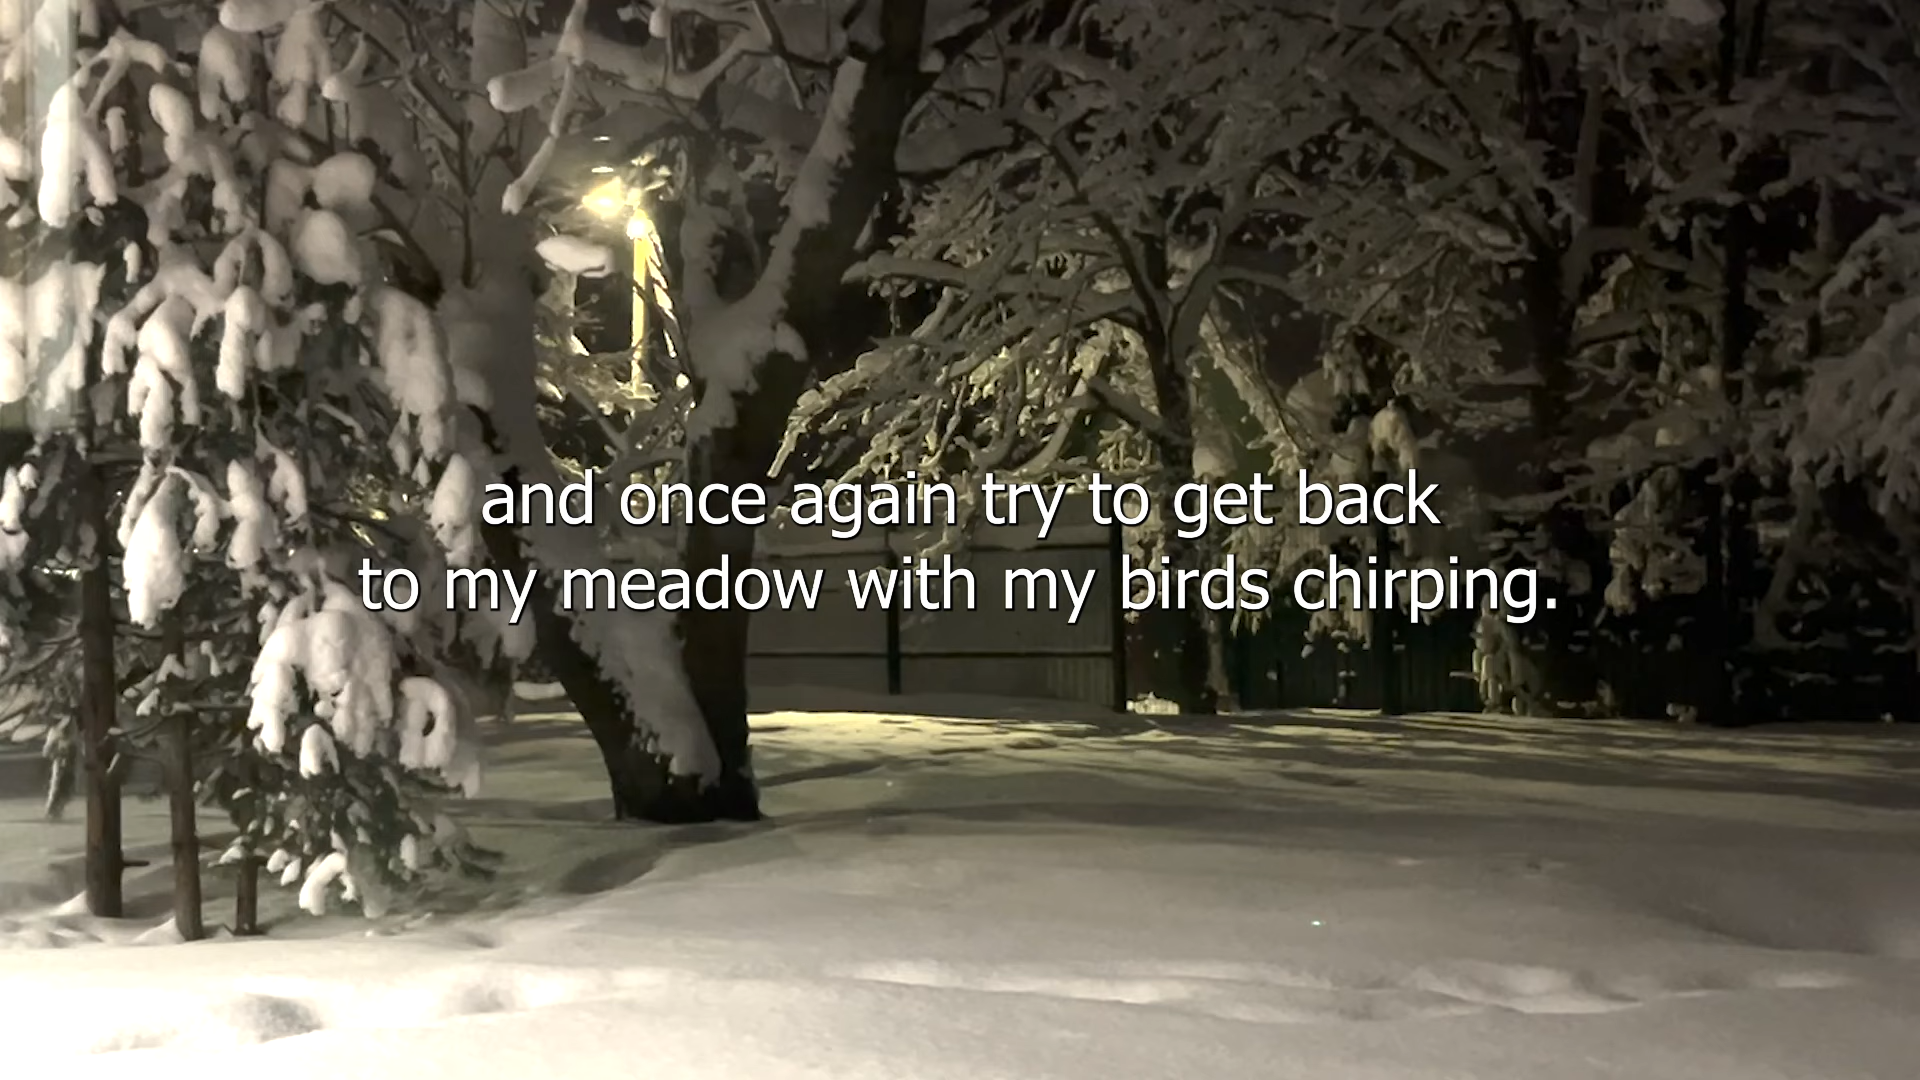 and once again try to get back
to my meadow with my birds chirping.